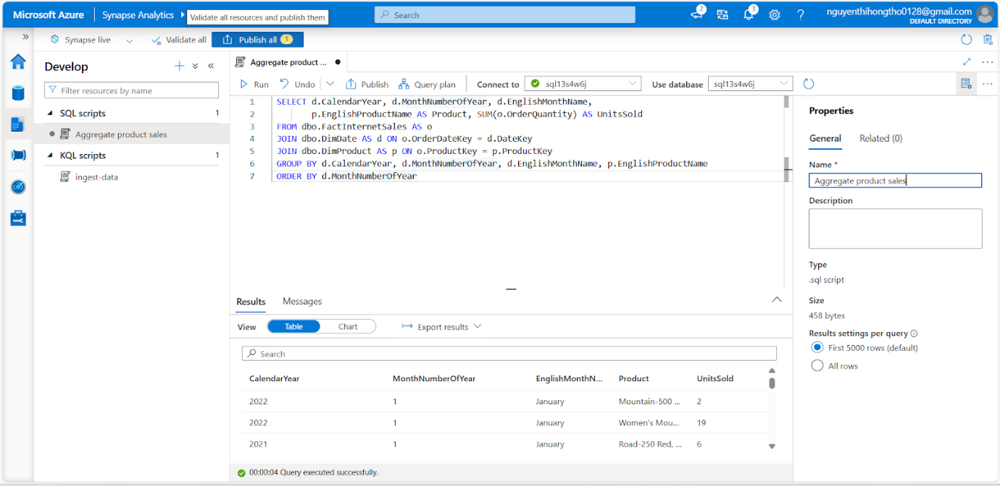 Microsoft Azure | Synapse Analytics Validate all resources and publish them Search 2 3 ? nguyenthihongtho0128@gmail.com
DEFAULT DIRECTORY
» Synapse live Validate all Publish all 1
Develop
Filter resources by name
SQL scripts 1
Aggregate product sales
KQL scripts 1
ingest-data
Aggregate product ...
Run Undo Publish Query plan Connect to sql13s4w6j Use database sql13s4w6j
1 SELECT d.CalendarYear, d.MonthNumberOfYear, d.EnglishMonthName,
2 p.EnglishProductName AS Product, SUM(o.OrderQuantity) AS UnitsSold
3 FROM dbo.FactInternetSales AS o
4 JOIN dbo.DimDate AS d ON o.OrderDateKey = d.DateKey
5 JOIN dbo.DimProduct AS p ON o.ProductKey = p.ProductKey
6 GROUP BY d.CalendarYear, d.MonthNumberOfYear, d.EnglishMonthName, p.EnglishProductName
7 ORDER BY d.MonthNumberOfYear
Results Messages
View Table Chart Export results
Search
CalendarYear MonthNumberOfYear EnglishMonthN... Product UnitsSold
2022 1 January Mountain-500 ... 2
2022 1 January Women's Mou... 19
2021 1 January Road-250 Red, ... 6
00:00:04 Query executed successfully.
Properties
General Related (0)
Name *
Aggregate product sales
Description
Type
.sql script
Size
458 bytes
Results settings per query
First 5000 rows (default)
All rows